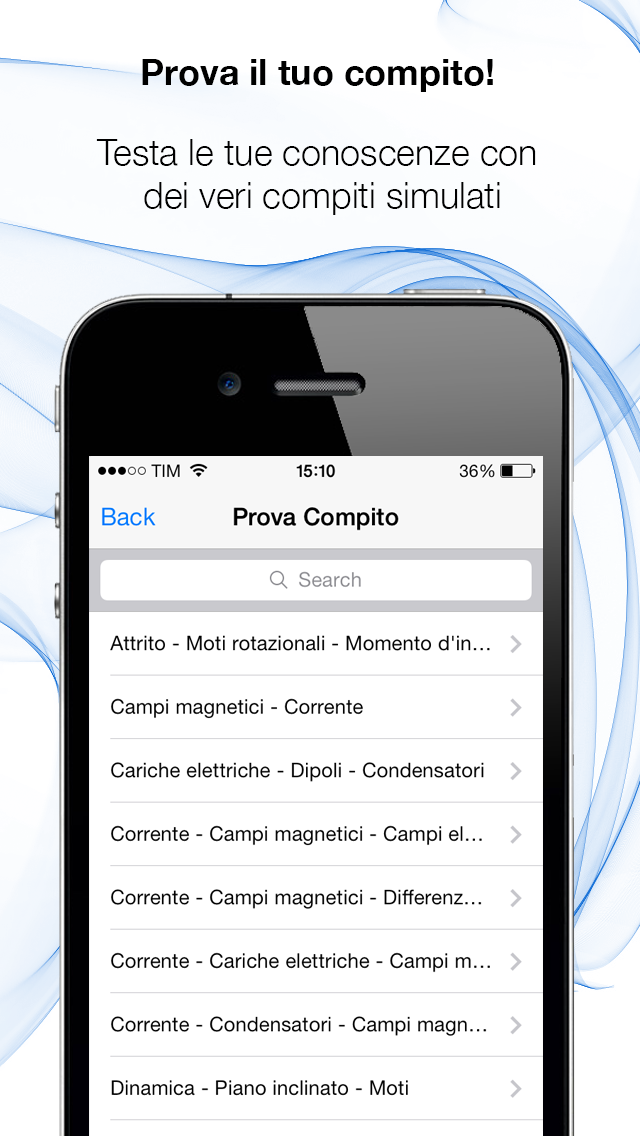 Prova il tuo compito!
Testa le tue conoscenze con
dei veri compiti simulati
TIM 15:10 36%
Back Prova Compito
Search
Attrito - Moti rotazionali - Momento d'in...
Campi magnetici - Corrente
Cariche elettriche - Dipoli - Condensatori
Corrente - Campi magnetici - Campi el...
Corrente - Campi magnetici - Differenz...
Corrente - Cariche elettriche - Campi m...
Corrente - Condensatori - Campi magn...
Dinamica - Piano inclinato - Moti